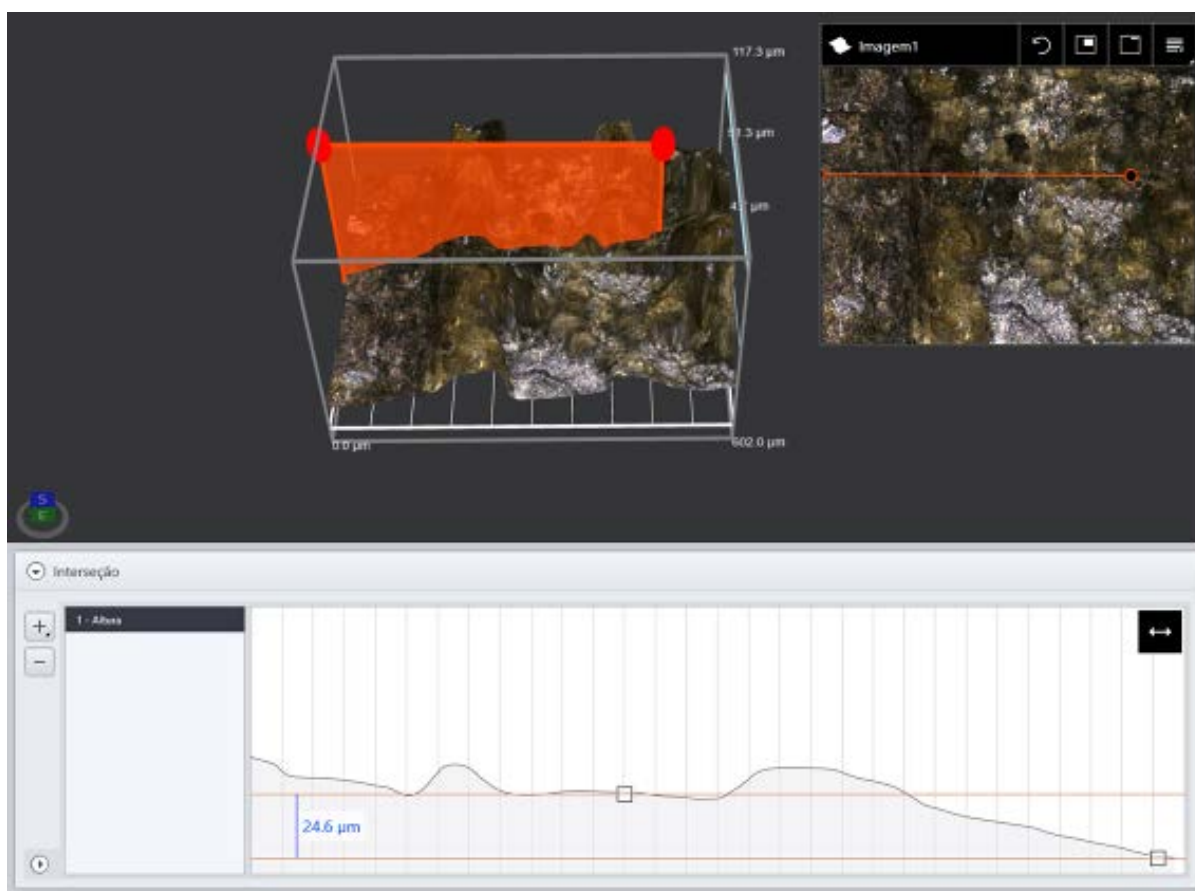 117.3 µm
Imagem1
0.0 µm
602.0 µm
S
E
Interseção
1 - Altura
24.6 µm